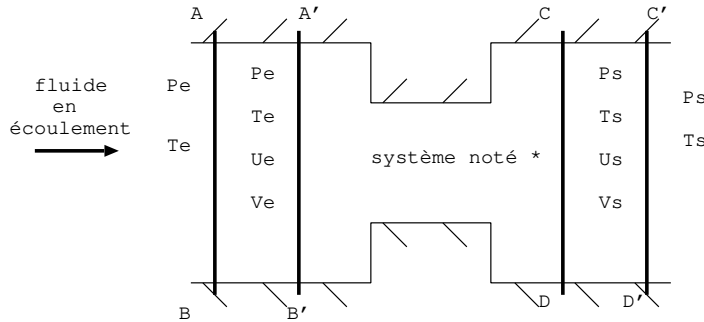 A A' C C'
fluide
en
écoulement
Pe
Te
Pe
Te
Ue
Ve
système noté *
Ps
Ts
Us
Vs
Ps
Ts
B B' D D'